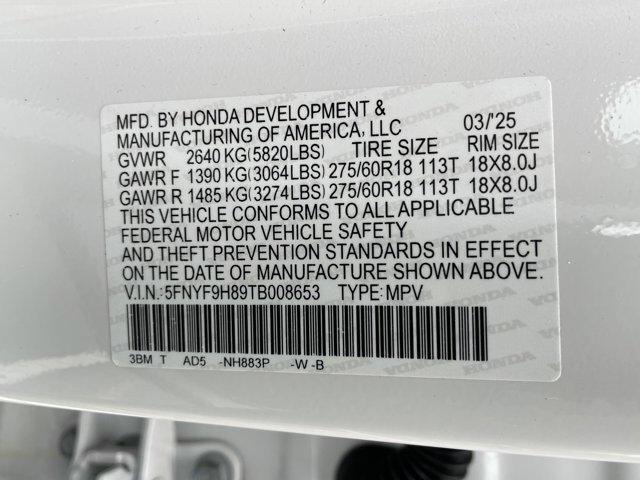 MFD. BY HONDA DEVELOPMENT &
MANUFACTURING OF AMERICA, LLC 03/'25
GVWR 2640 KG(5820LBS) TIRE SIZE RIM SIZE
GAWR F 1390 KG(3064LBS) 275/60R18 113T 18X8.0J
GAWR R 1485 KG(3274LBS) 275/60R18 113T 18X8.0J
THIS VEHICLE CONFORMS TO ALL APPLICABLE
FEDERAL MOTOR VEHICLE SAFETY
AND THEFT PREVENTION STANDARDS IN EFFECT
ON THE DATE OF MANUFACTURE SHOWN ABOVE.
V.I.N.:5FNYF9H89TB008653 TYPE:MPV
3BM T AD5 -NH883P -W -B